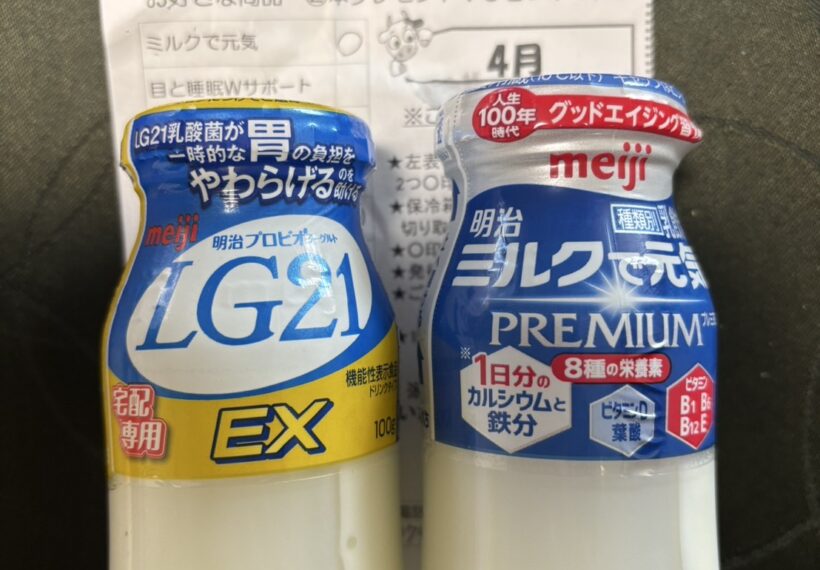 ミルクで元気
目と睡眠Wサポート
4月
★左表
2つ〇印
★保冷箱
切り取
★〇印
★発
★ご
LG21乳酸菌が
一時的な胃の負担を
やわらげるのを助ける
meiji
明治プロビオヨーグルト
LG21
機能性表示食品
ドリンクタイプ
宅配
専用
EX
100g
人生
100年
時代
グッドエイジング習
meiji
明治
種類別 乳飲
ミルクで元気
PREMIUM
プレミア
※
1日分の
カルシウムと
鉄分
8種の栄養素
ビタミンD
葉酸
ビタミン
B1 B6
B12 E